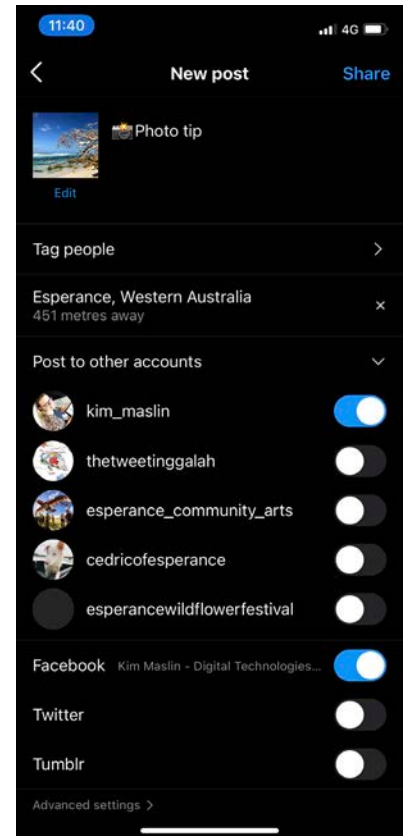 11:40
4G
New post Share
📸Photo tip
Edit
Tag people
Esperance, Western Australia
451 metres away
Post to other accounts
kim_maslin
thetweetinggalah
esperance_community_arts
cedricofesperance
esperancewildflowerfestival
Facebook Kim Maslin - Digital Technologies...
Twitter
Tumblr
Advanced settings >